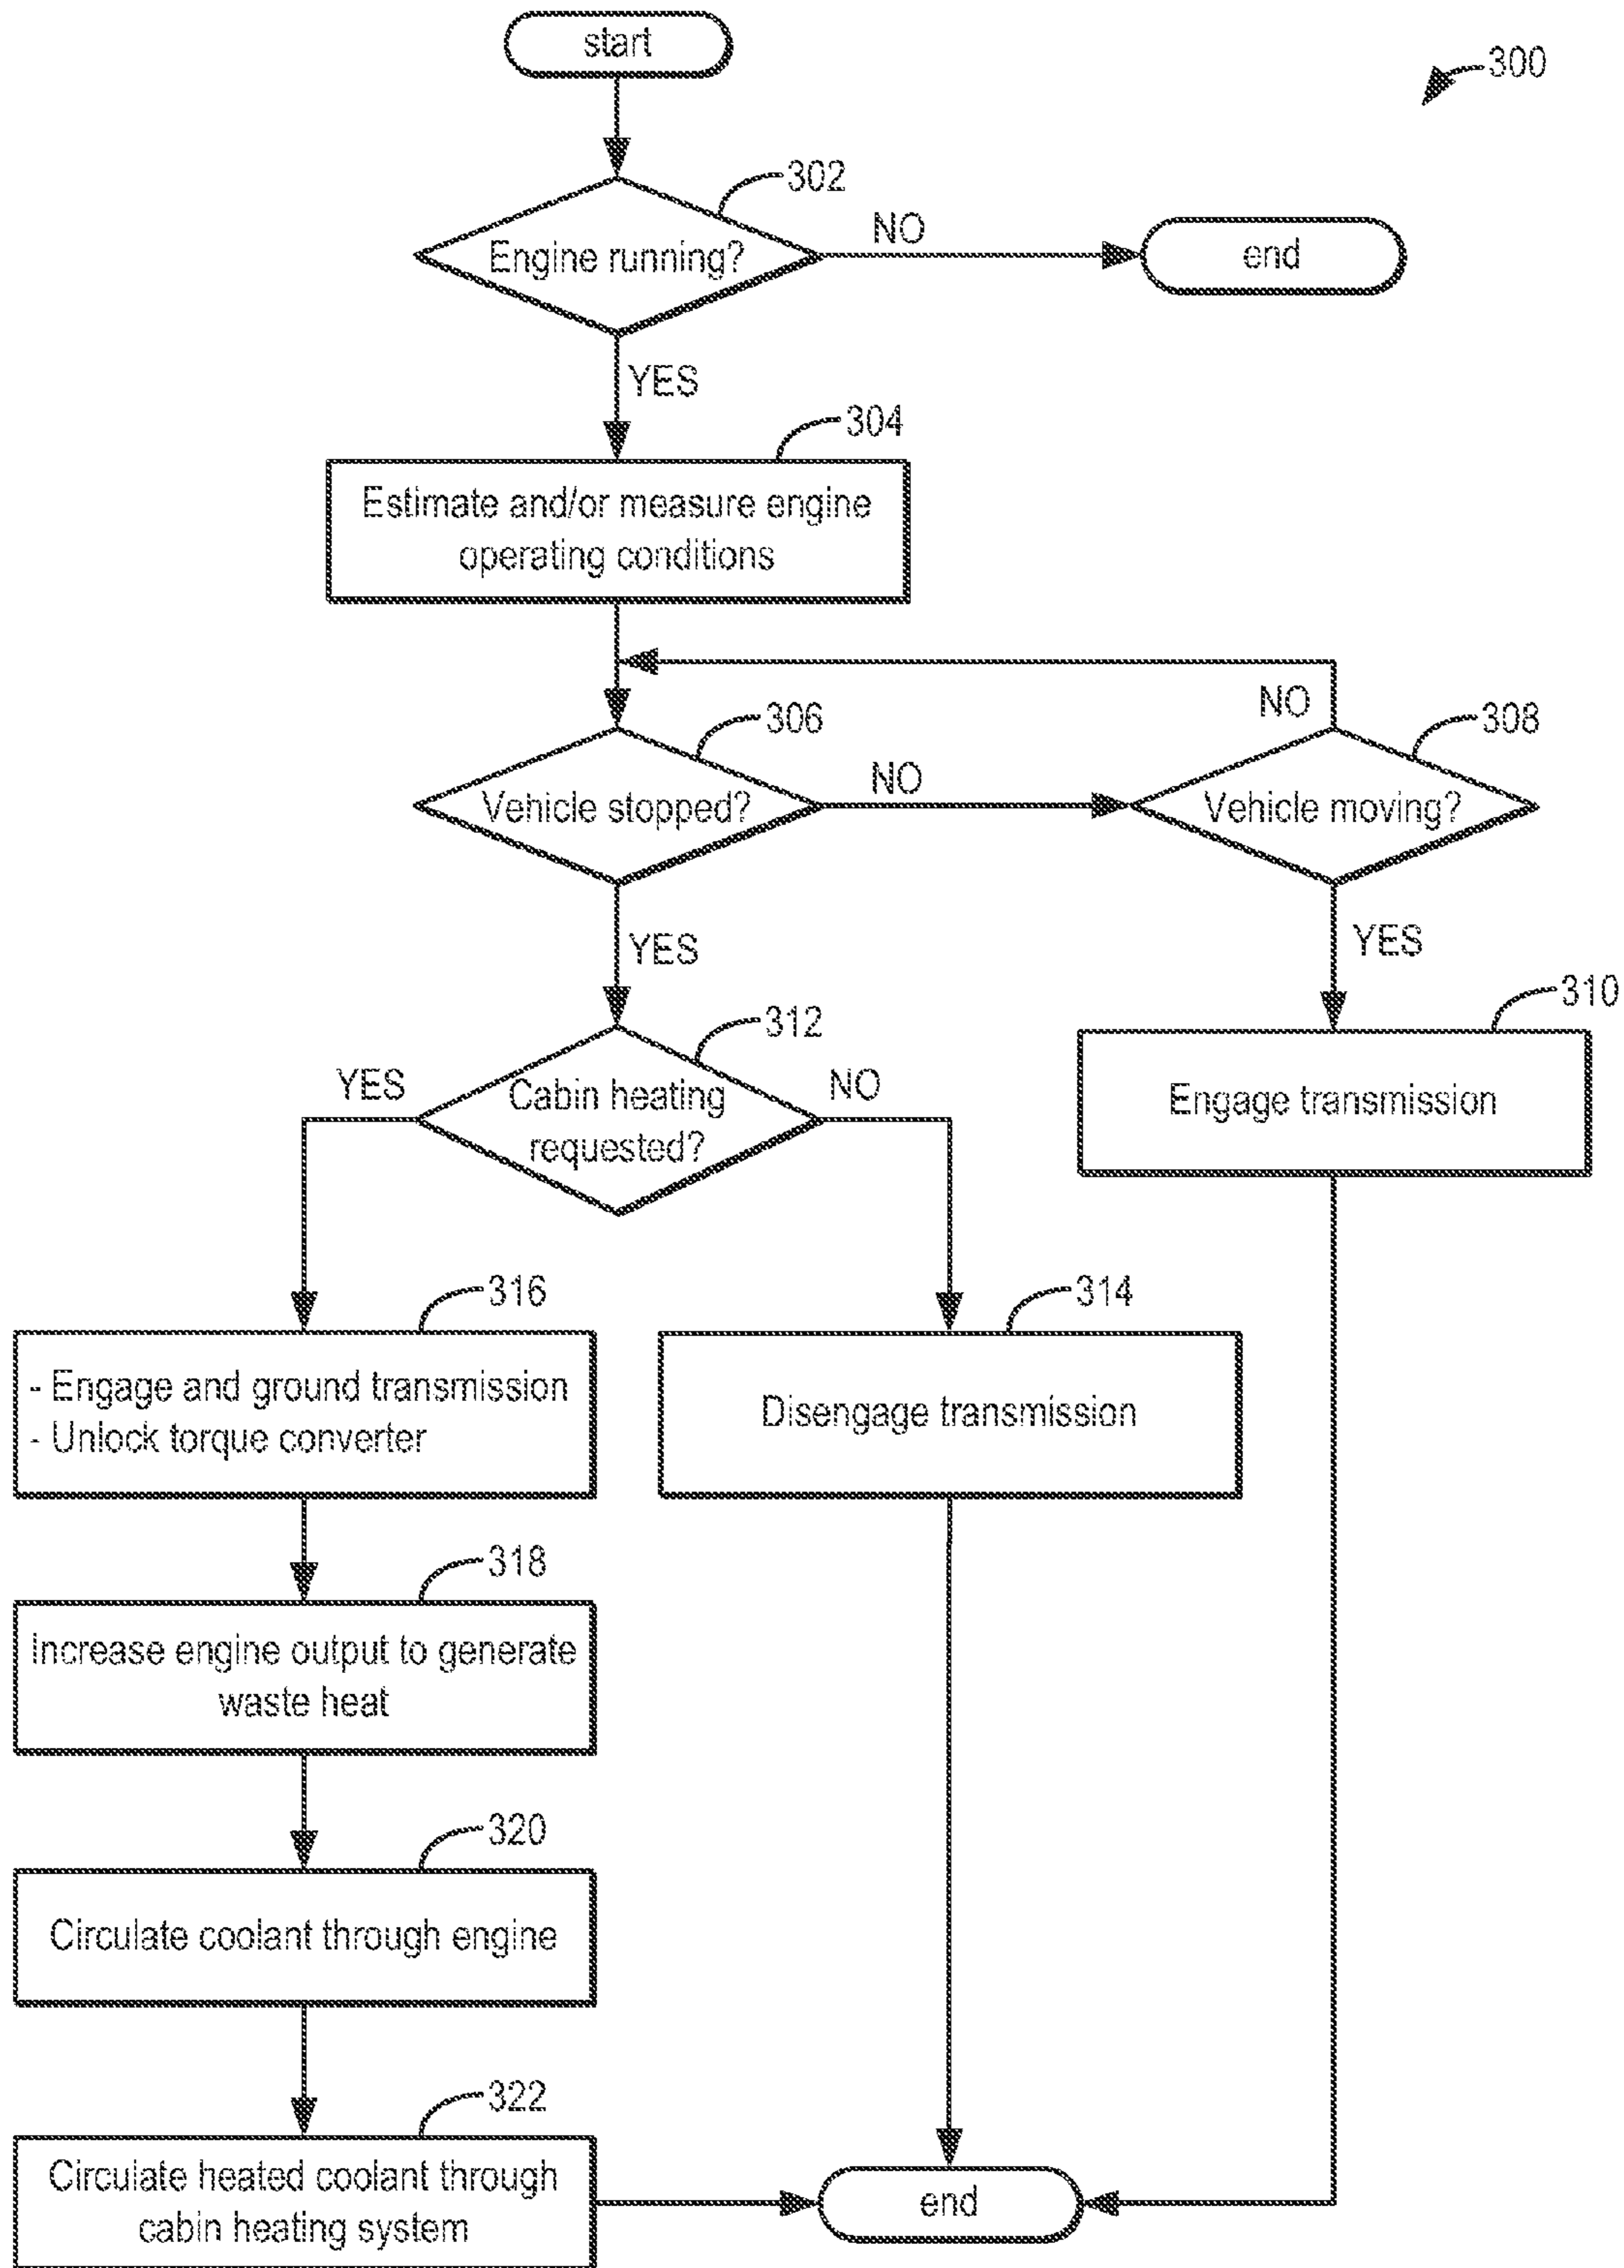 start
300
302
Engine running?
NO
end
YES
304
Estimate and/or measure engine
operating conditions
NO
306
308
Vehicle stopped?
NO
Vehicle moving?
YES
YES
310
312
YES
Cabin heating
requested?
NO
Engage transmission
316
314
- Engage and ground transmission
- Unlock torque converter
Disengage transmission
318
Increase engine output to generate
waste heat
320
Circulate coolant through engine
322
Circulate heated coolant through
cabin heating system
end